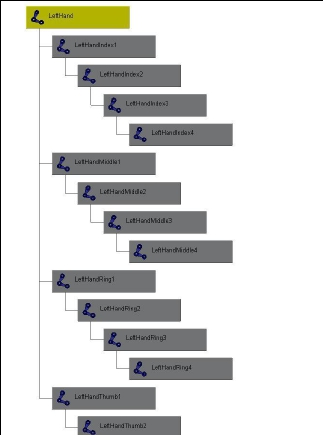 LeftHand
LeftHandIndex1
LeftHandIndex2
LeftHandIndex3
LeftHandIndex4
LeftHandMiddle1
LeftHandMiddle2
LeftHandMiddle3
LeftHandMiddle4
LeftHandRing1
LeftHandRing2
LeftHandRing3
LeftHandRing4
LeftHandThumb1
LeftHandThumb2